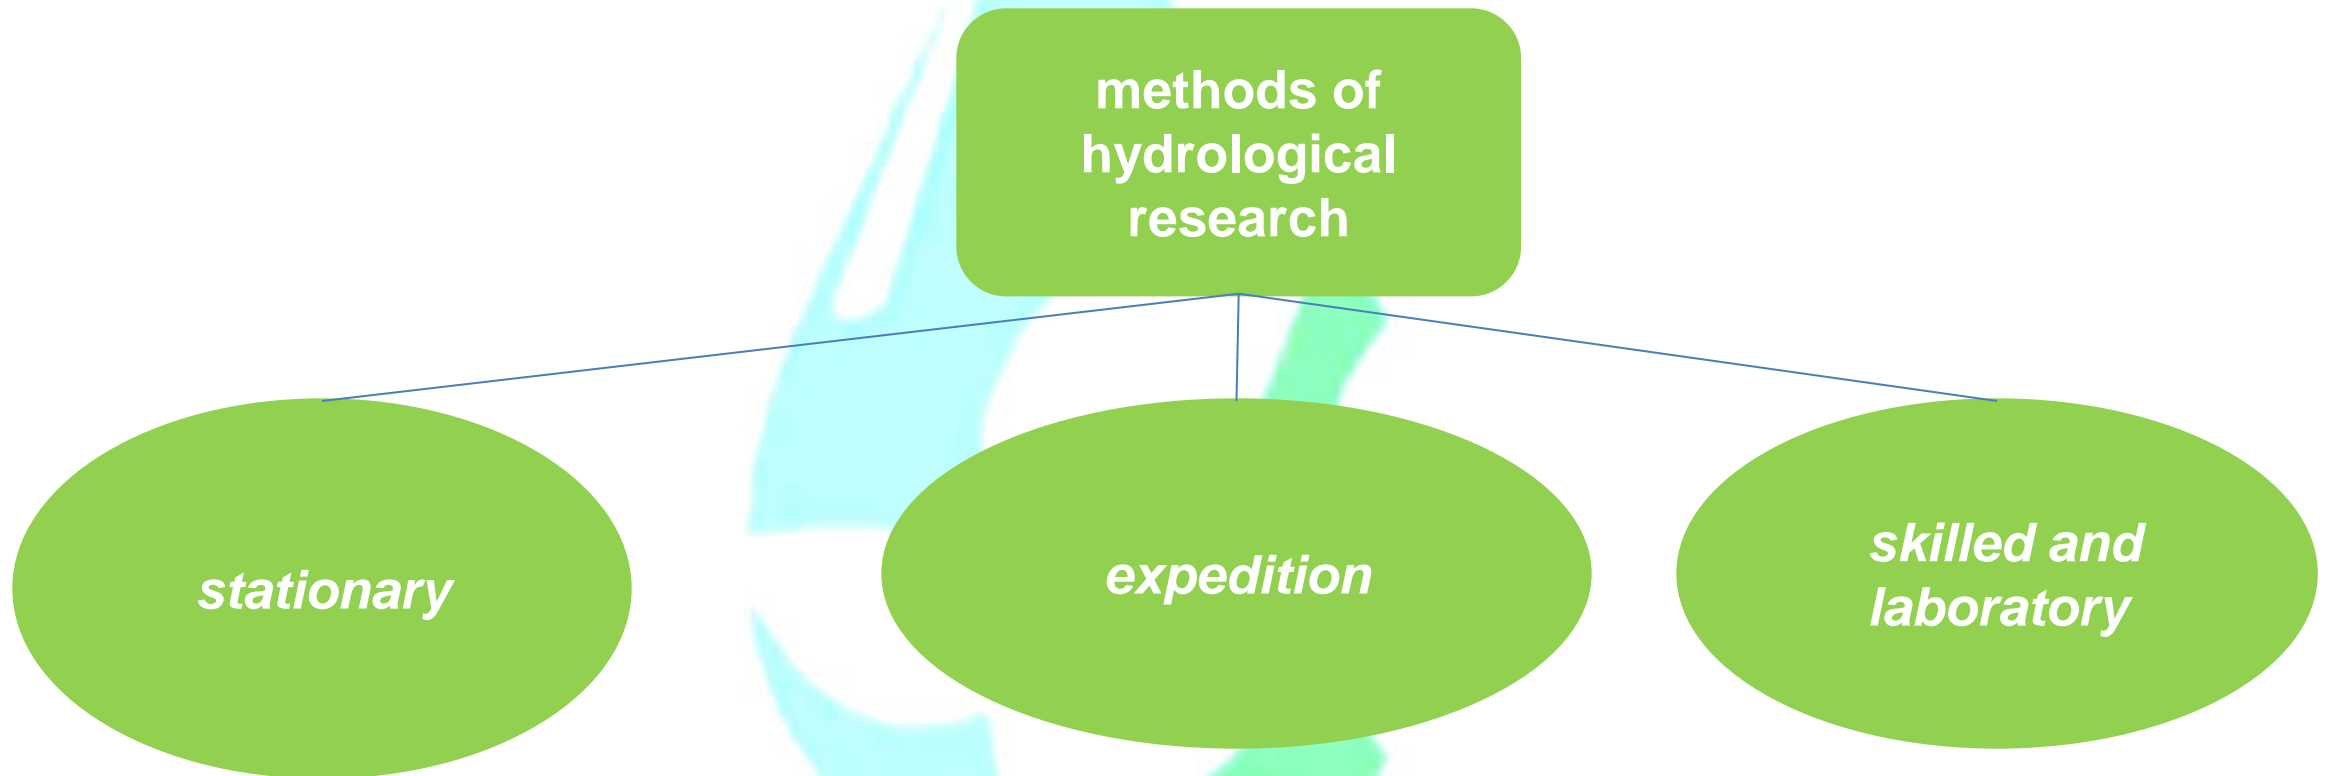 methods of
hydrological
research
stationary
expedition
skilled and
laboratory